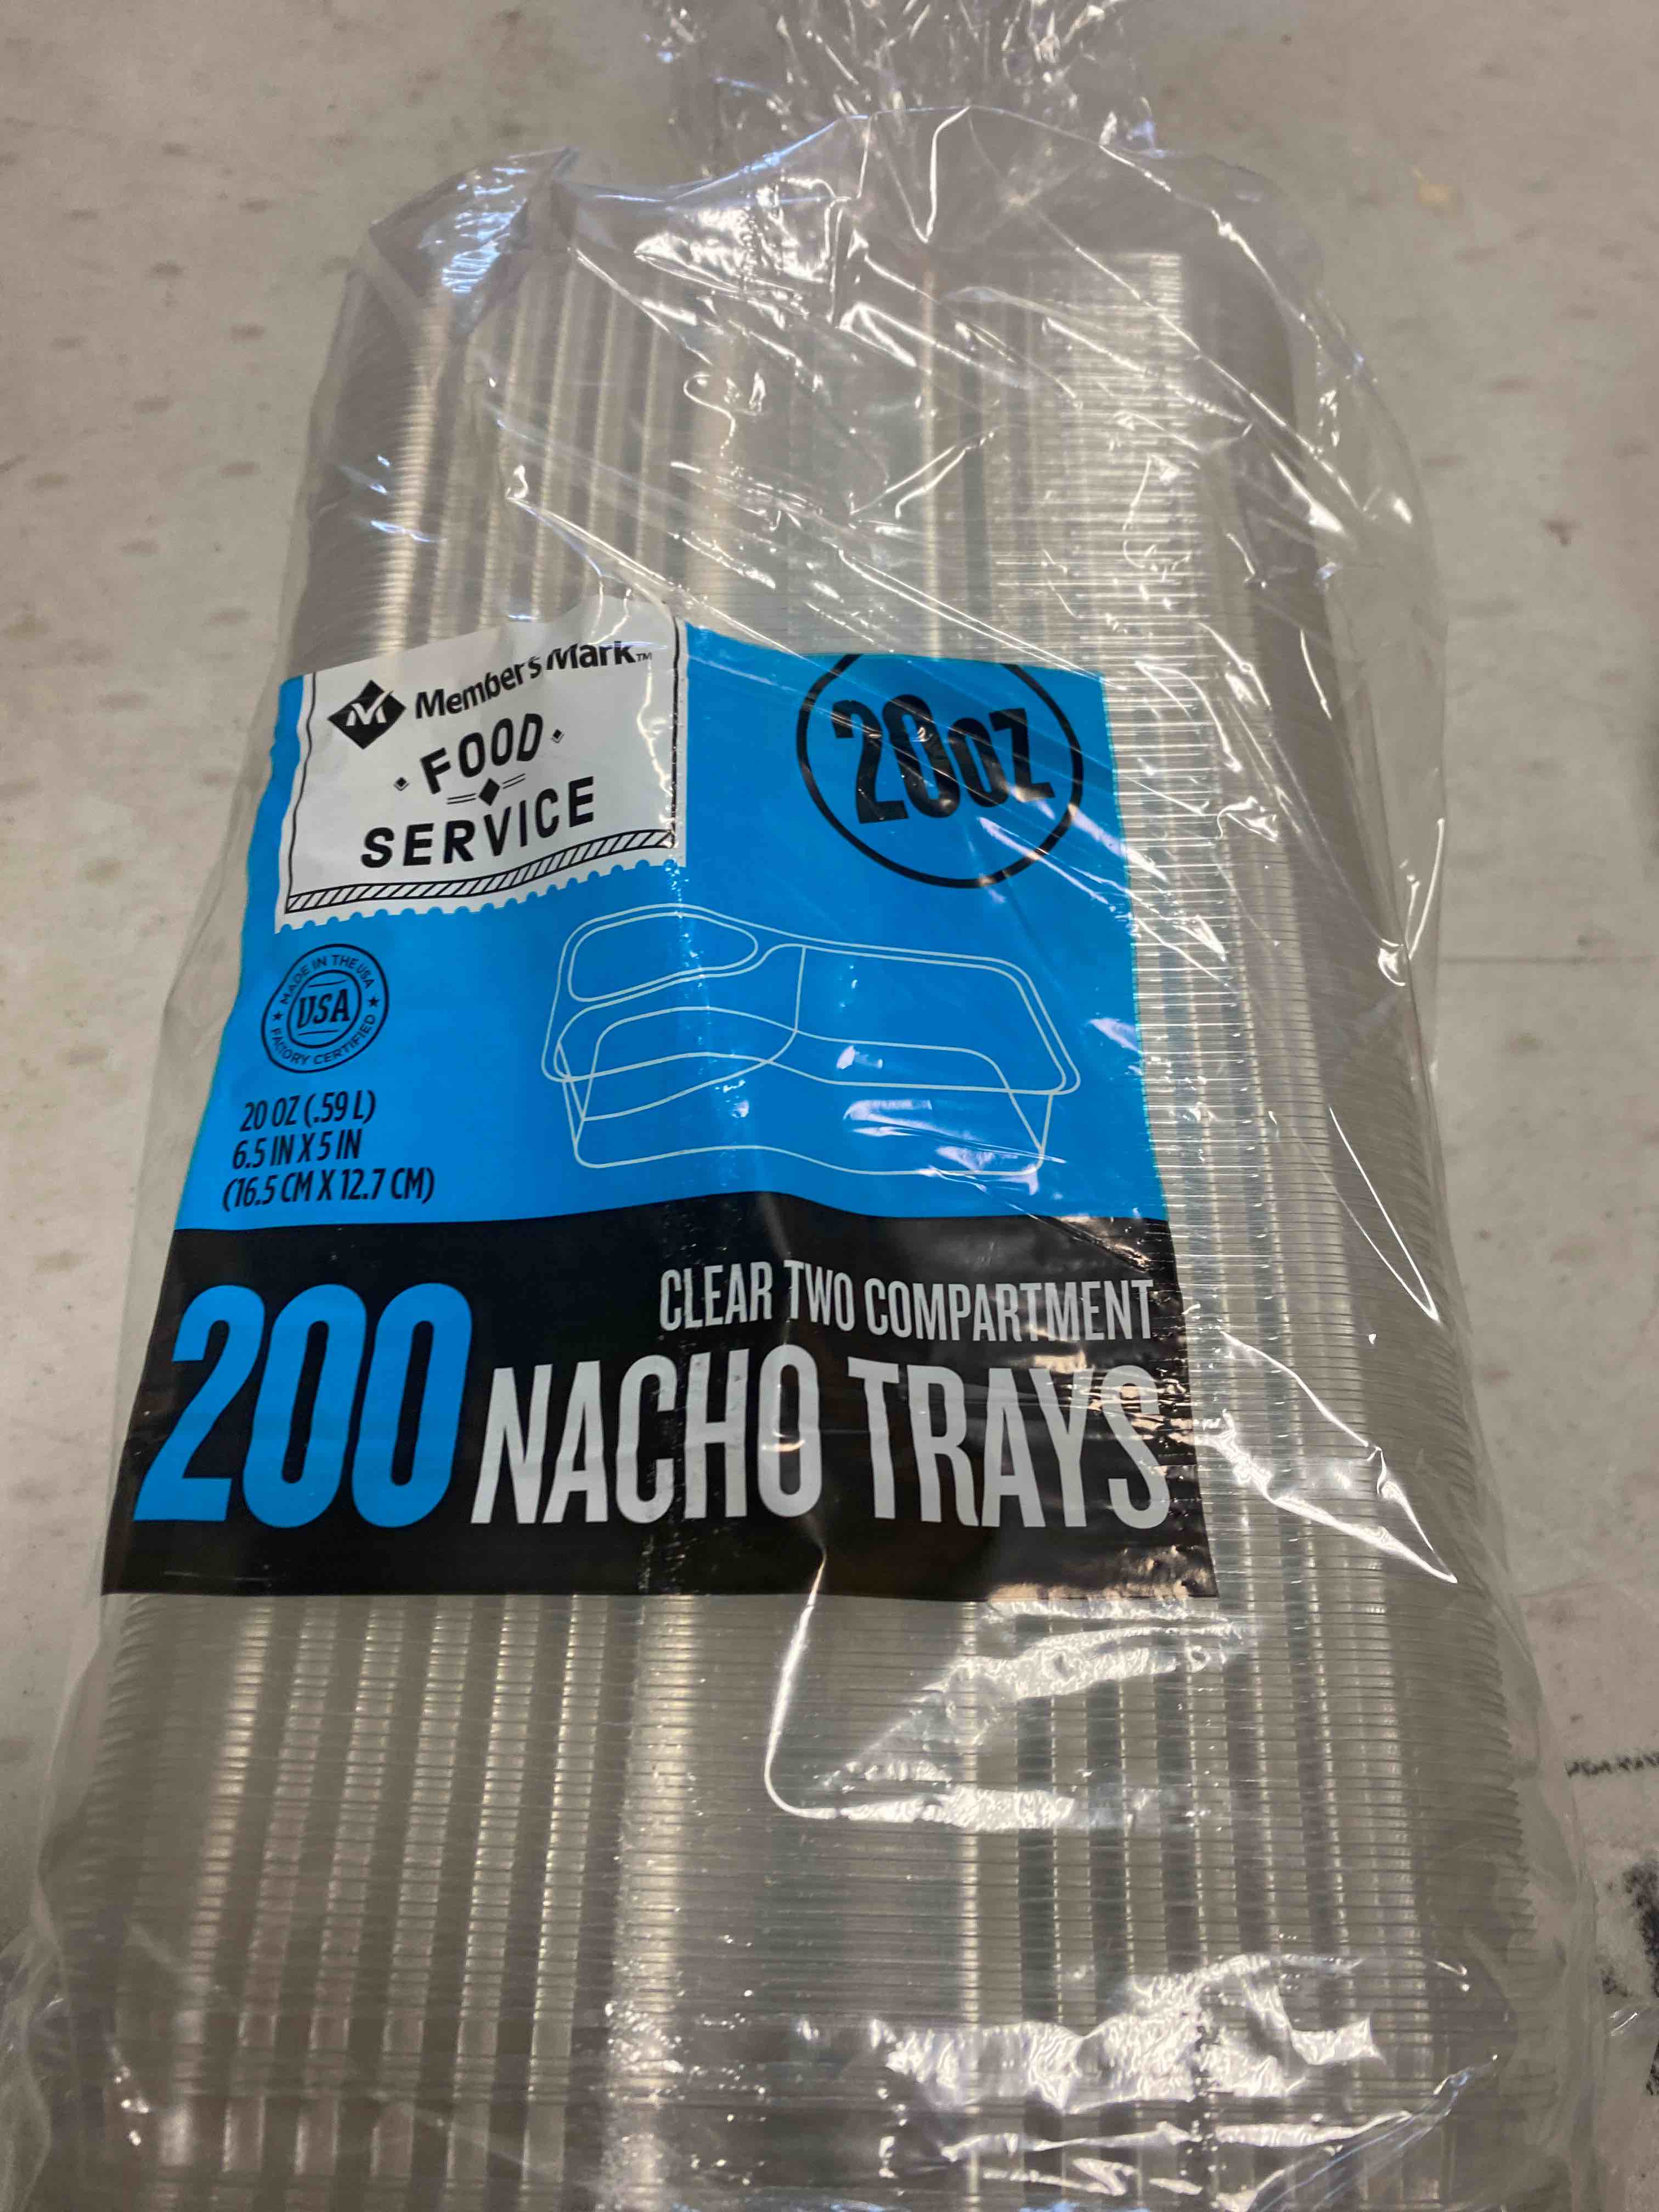 Member's Mark™
FOOD
SERVICE
20oz
MADE IN THE USA
USA
FACTORY CERTIFIED
20 OZ (.59 L)
6.5 IN X 5 IN
(16.5 CM X 12.7 CM)
CLEAR TWO COMPARTMENT
200 NACHO TRAYS